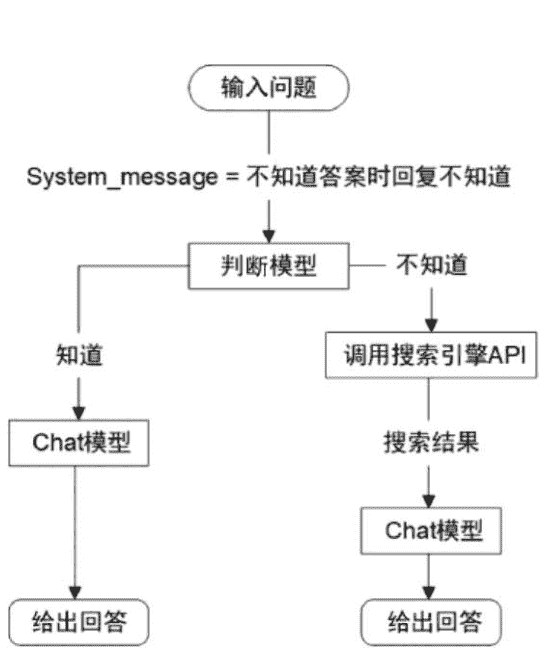 输入问题
System_message = 不知道答案时回复不知道
判断模型
不知道
知道
调用搜索引擎API
Chat模型
搜索结果
Chat模型
给出回答
给出回答